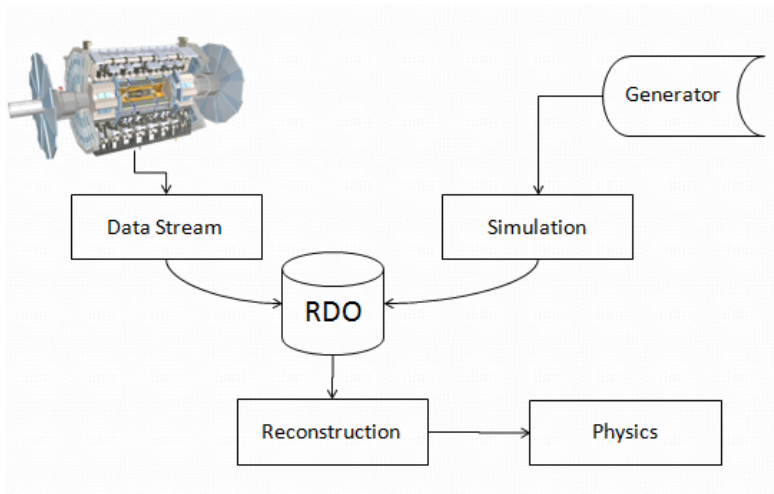 Generator
Data Stream
Simulation
RDO
Reconstruction
Physics